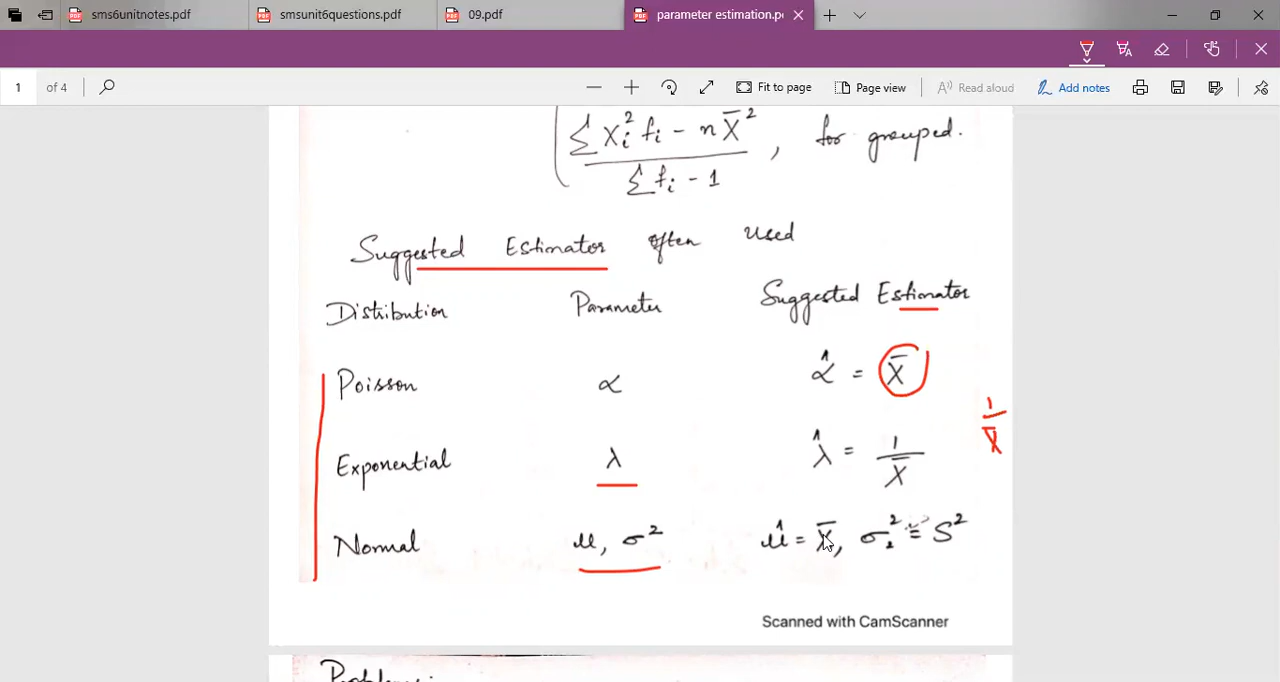 sms6unitnotes.pdf
smsunit6questions.pdf
09.pdf
parameter estimation.p
1 of 4
Fit to page
Page view
Read aloud
Add notes
Σ Xi² fi - n X̄² , for grouped.
Σ fi - 1
Suggested Estimator often used
Distribution Parameter Suggested Estimator
Poisson α α̂ = X̄
1/X̄
Exponential λ λ̂ = 1/X̄
Normal μ, σ² μ̂ = X̄, σ² = S²
Scanned with CamScanner